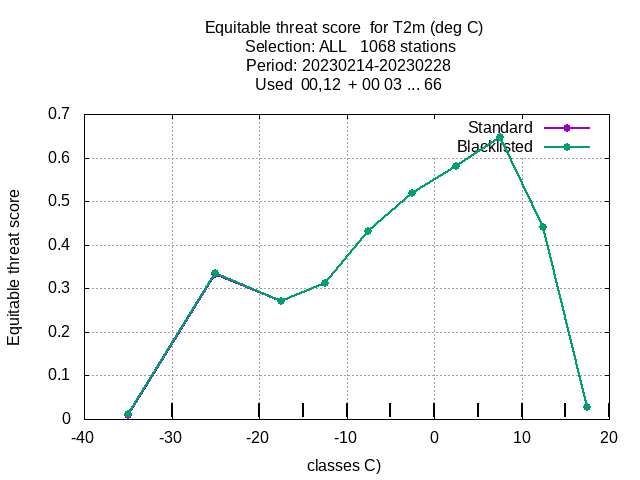 Equitable threat score  for T2m (deg C)
Selection: ALL   1068 stations
Period: 20230214-20230228
Used  00,12  + 00 03 ... 66
Standard
Blacklisted
Equitable threat score
0.7
0.6
0.5
0.4
0.3
0.2
0.1
0
-40 -30 -20 -10 0 10 20
classes C)